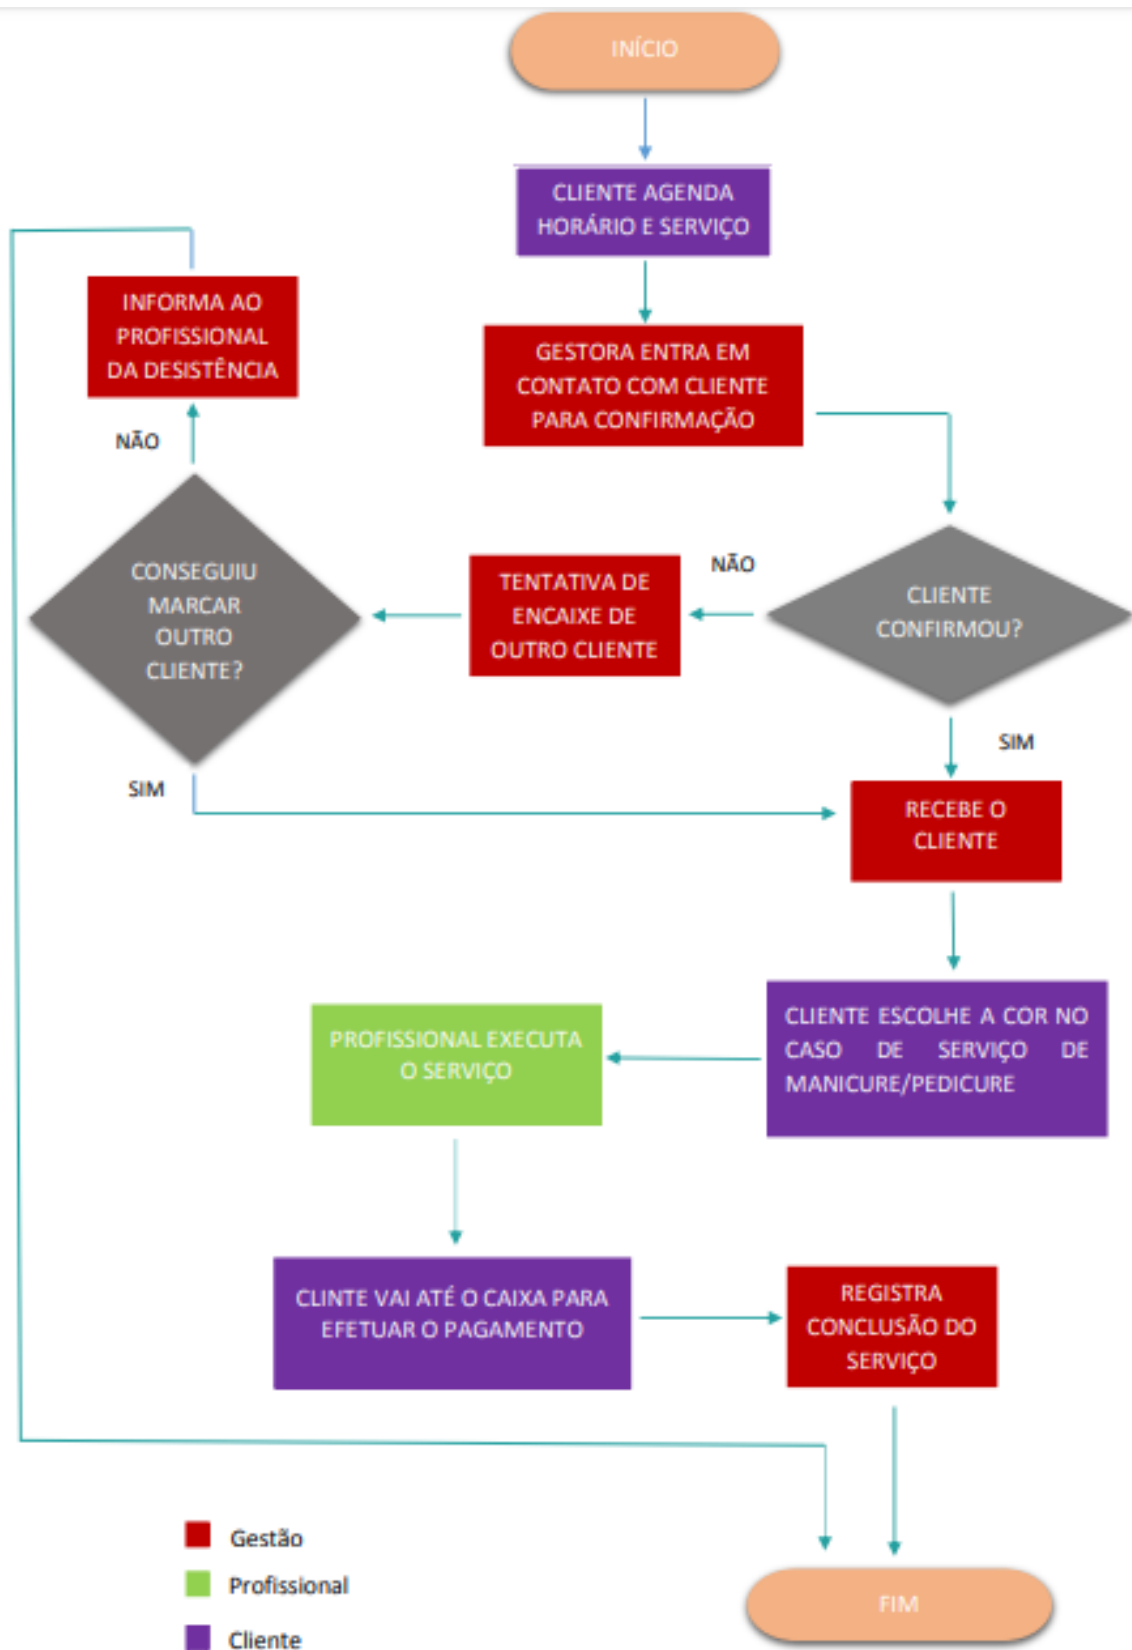 INÍCIO
CLIENTE AGENDA
HORÁRIO E SERVIÇO
GESTORA ENTRA EM
CONTATO COM CLIENTE
PARA CONFIRMAÇÃO
CLIENTE
CONFIRMOU?
NÃO
TENTATIVA DE
ENCAIXE DE
OUTRO CLIENTE
CONSEGUIU
MARCAR
OUTRO
CLIENTE?
NÃO
INFORMA AO
PROFISSIONAL
DA DESISTÊNCIA
SIM
SIM
RECEBE O
CLIENTE
CLIENTE ESCOLHE A COR NO
CASO DE SERVIÇO DE
MANICURE/PEDICURE
PROFISSIONAL EXECUTA
O SERVIÇO
CLINTE VAI ATÉ O CAIXA PARA
EFETUAR O PAGAMENTO
REGISTRA
CONCLUSÃO DO
SERVIÇO
FIM
Gestão
Profissional
Cliente